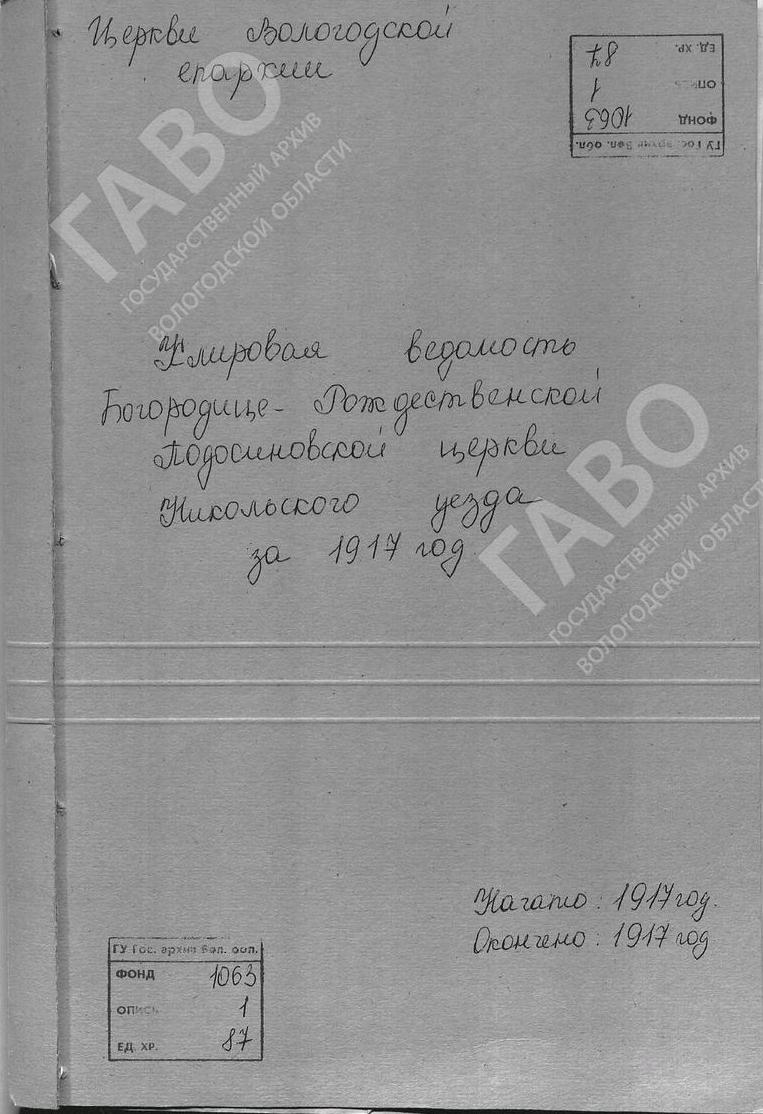 Церкви Вологодской
епархии
ГУ Гос. архив Вол. обл.
ФОНД 1063
ОПИСЬ 1
ЕД. ХР. 87
ГАВО
ГОСУДАРСТВЕННЫЙ АРХИВ
ВОЛОГОДСКОЙ ОБЛАСТИ
Клировая ведомость
Богородице-Рождественской
Подосиновской церкви
Никольского уезда
за 1917 год
ГАВО
ГОСУДАРСТВЕННЫЙ АРХИВ
ВОЛОГОДСКОЙ ОБЛАСТИ
Начато: 1917 год.
Окончено: 1917 год
ГУ Гос. архив Вол. обл.
ФОНД 1063
ОПИСЬ 1
ЕД. ХР. 87